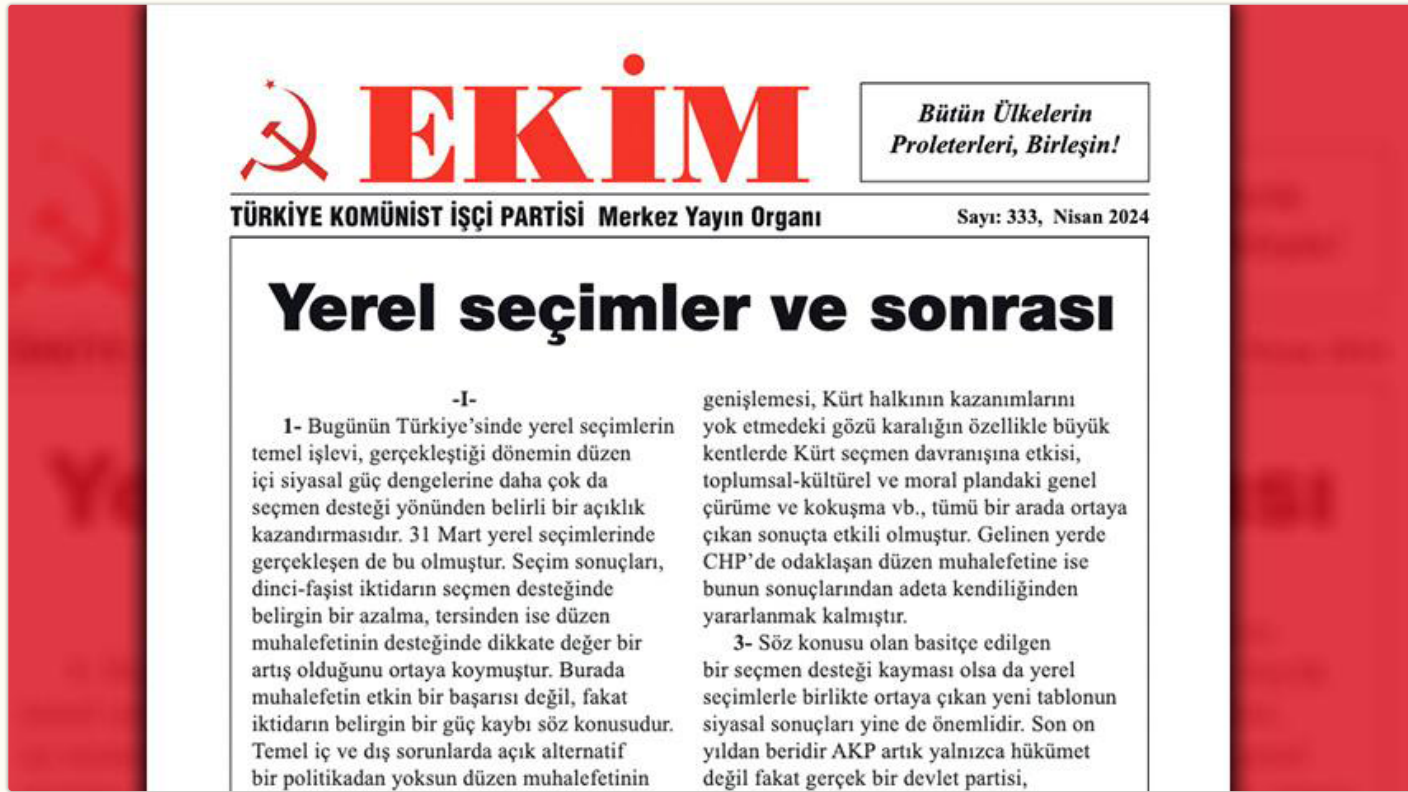 EKİM
Bütün Ülkelerin
Proleterleri, Birleşin!
TÜRKİYE KOMÜNİST İŞÇİ PARTİSİ Merkez Yayın Organı
Sayı: 333, Nisan 2024
Yerel seçimler ve sonrası
-I-
1- Bugünün Türkiye’sinde yerel seçimlerin
temel işlevi, gerçekleştiği dönemin düzen
içi siyasal güç dengelerine daha çok da
seçmen desteği yönünden belirli bir açıklık
kazandırmasıdır. 31 Mart yerel seçimlerinde
gerçekleşen de bu olmuştur. Seçim sonuçları,
dinci-faşist iktidarın seçmen desteğinde
belirgin bir azalma, tersinden ise düzen
muhalefetinin desteğinde dikkate değer bir
artış olduğunu ortaya koymuştur. Burada
muhalefetin etkin bir başarısı değil, fakat
iktidarın belirgin bir güç kaybı söz konusudur.
Temel iç ve dış sorunlarda açık alternatif
bir politikadan yoksun düzen muhalefetinin
genişlemesi, Kürt halkının kazanımlarını
yok etmedeki gözü karalığın özellikle büyük
kentlerde Kürt seçmen davranışına etkisi,
toplumsal-kültürel ve moral plandaki genel
çürüme ve kokuşma vb., tümü bir arada ortaya
çıkan sonuçta etkili olmuştur. Gelinen yerde
CHP’de odaklaşan düzen muhalefetine ise
bunun sonuçlarından adeta kendiliğinden
yararlanmak kalmıştır.
3- Söz konusu olan basitçe edilgen
bir seçmen desteği kayması olsa da yerel
seçimlerle birlikte ortaya çıkan yeni tablonun
siyasal sonuçları yine de önemlidir. Son on
yıldan beridir AKP artık yalnızca hükümet
değil fakat gerçek bir devlet partisi,